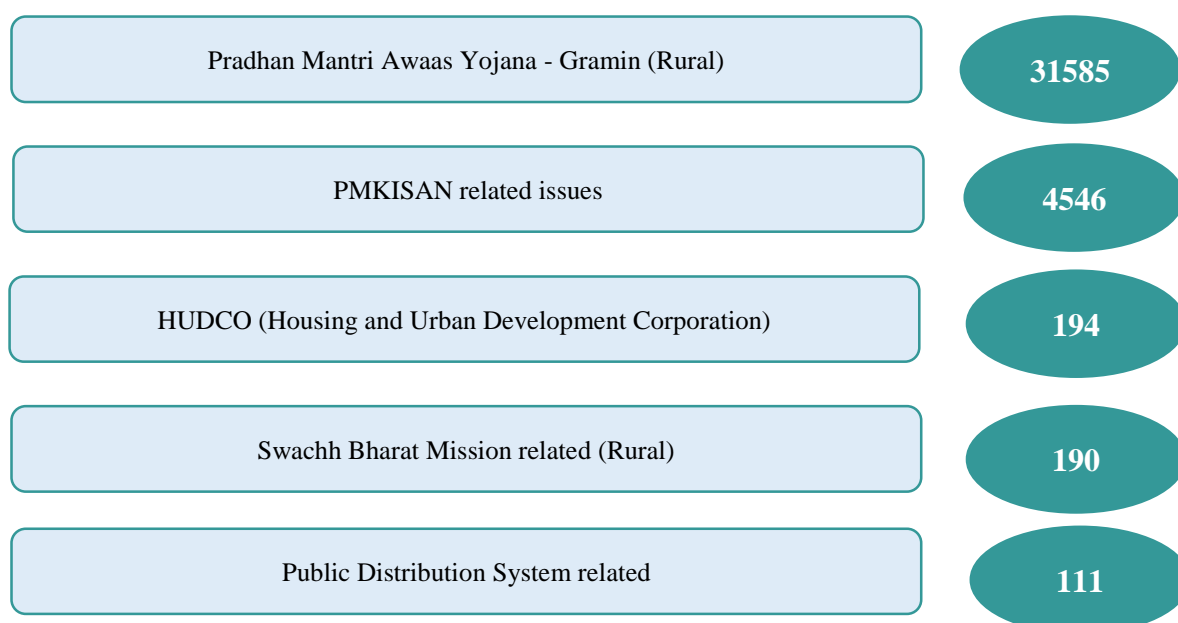 Pradhan Mantri Awaas Yojana - Gramin (Rural)
31585
PMKISAN related issues
4546
HUDCO (Housing and Urban Development Corporation)
194
Swachh Bharat Mission related (Rural)
190
Public Distribution System related
111